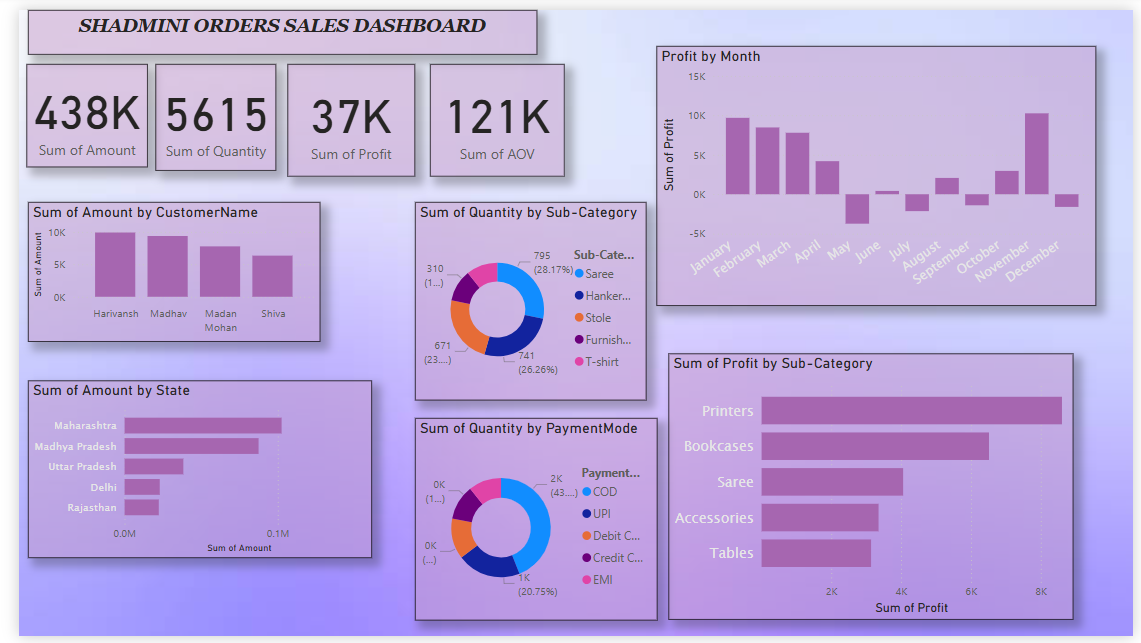 SHADMINI ORDERS SALES DASHBOARD
438K
Sum of Amount
5615
Sum of Quantity
37K
Sum of Profit
121K
Sum of AOV
Profit by Month
Sum of Profit
15K
10K
5K
0K
-5K
January
February
March
April
May
June
July
August
September
October
November
December
Sum of Amount by CustomerName
Sum of Amount
10K
5K
0K
Harivansh
Madhav
Madan
Mohan
Shiva
Sum of Quantity by Sub-Category
795
(28.17%)
741
(26.26%)
671
(23....)
310
(1...)
Sub-Cate...
Saree
Hanker...
Stole
Furnish...
T-shirt
Sum of Amount by State
Maharashtra
Madhya Pradesh
Uttar Pradesh
Delhi
Rajasthan
0.0M
0.1M
Sum of Amount
Sum of Quantity by PaymentMode
2K
(43....)
1K
(20.75%)
0K
(...)
0K
(1...)
Payment...
COD
UPI
Debit C...
Credit C...
EMI
Sum of Profit by Sub-Category
Printers
Bookcases
Saree
Accessories
Tables
2K
4K
6K
8K
Sum of Profit